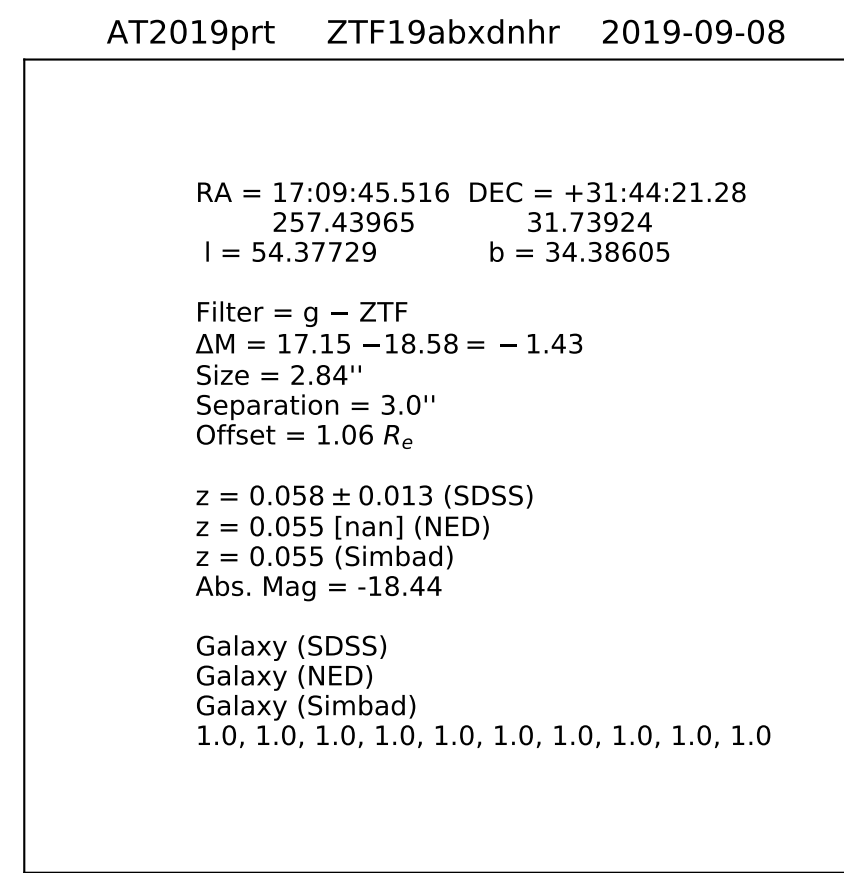 AT2019prt ZTF19abxdnhr 2019-09-08
RA = 17:09:45.516 DEC = +31:44:21.28
257.43965 31.73924
l = 54.37729 b = 34.38605
Filter = g − ZTF
ΔM = 17.15 −18.58 = − 1.43
Size = 2.84''
Separation = 3.0''
Offset = 1.06 Re
z = 0.058 ± 0.013 (SDSS)
z = 0.055 [nan] (NED)
z = 0.055 (Simbad)
Abs. Mag = -18.44
Galaxy (SDSS)
Galaxy (NED)
Galaxy (Simbad)
1.0, 1.0, 1.0, 1.0, 1.0, 1.0, 1.0, 1.0, 1.0, 1.0